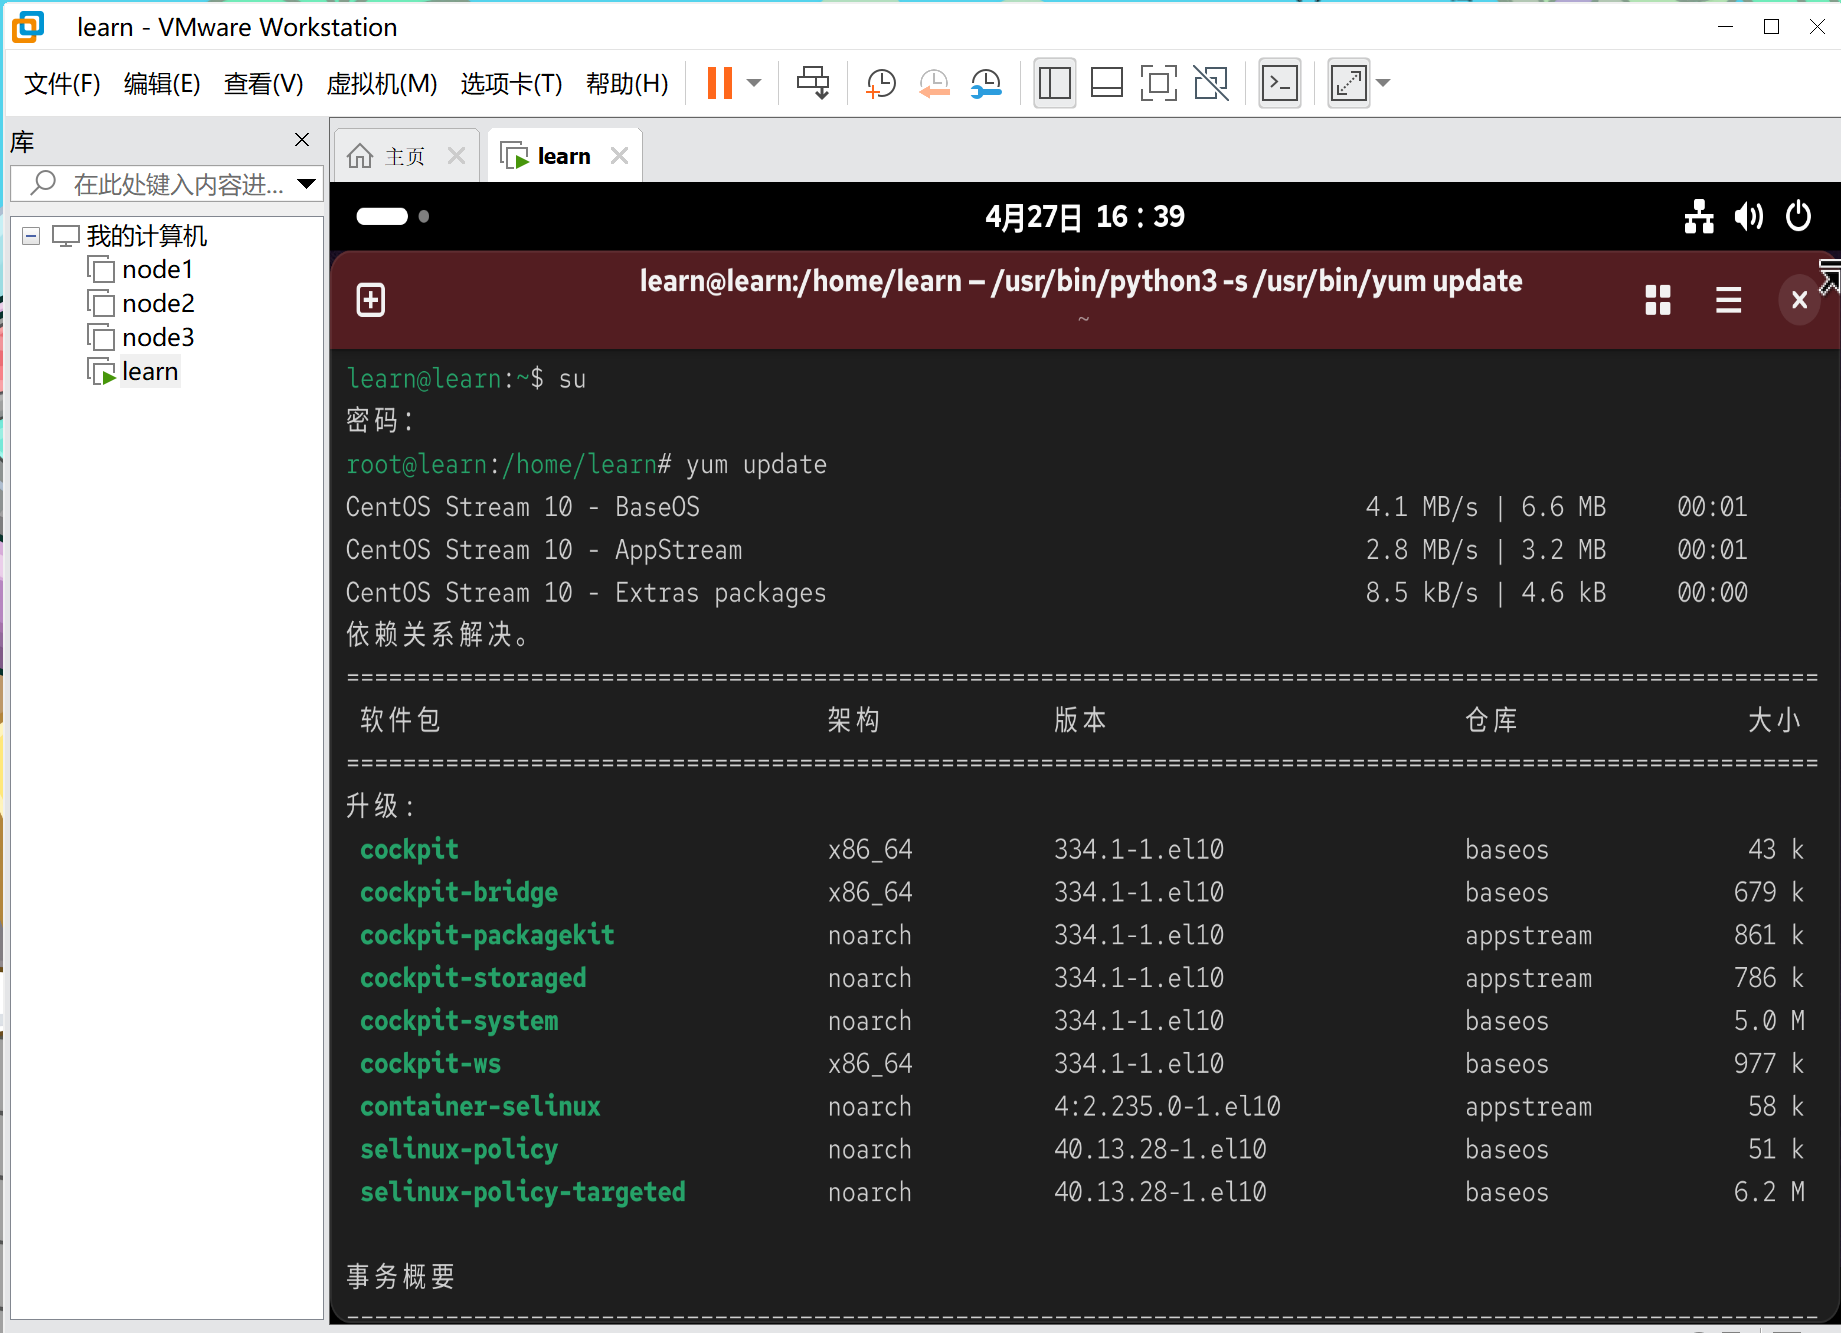 learn - VMware Workstation
文件(F) 编辑(E) 查看(V) 虚拟机(M) 选项卡(T) 帮助(H)
库
在此处键入内容进...
我的计算机
node1
node2
node3
learn
主页 learn
4月27日 16：39
learn@learn:/home/learn — /usr/bin/python3 -s /usr/bin/yum update
~
learn@learn:~$ su
密码：
root@learn:/home/learn# yum update
CentOS Stream 10 - BaseOS 4.1 MB/s | 6.6 MB 00:01
CentOS Stream 10 - AppStream 2.8 MB/s | 3.2 MB 00:01
CentOS Stream 10 - Extras packages 8.5 kB/s | 4.6 kB 00:00
依赖关系解决。
========================================================================================================
软件包 架构 版本 仓库 大小
========================================================================================================
升级：
cockpit x86_64 334.1-1.el10 baseos 43 k
cockpit-bridge x86_64 334.1-1.el10 baseos 679 k
cockpit-packagekit noarch 334.1-1.el10 appstream 861 k
cockpit-storaged noarch 334.1-1.el10 appstream 786 k
cockpit-system noarch 334.1-1.el10 baseos 5.0 M
cockpit-ws x86_64 334.1-1.el10 baseos 977 k
container-selinux noarch 4:2.235.0-1.el10 appstream 58 k
selinux-policy noarch 40.13.28-1.el10 baseos 51 k
selinux-policy-targeted noarch 40.13.28-1.el10 baseos 6.2 M
事务概要